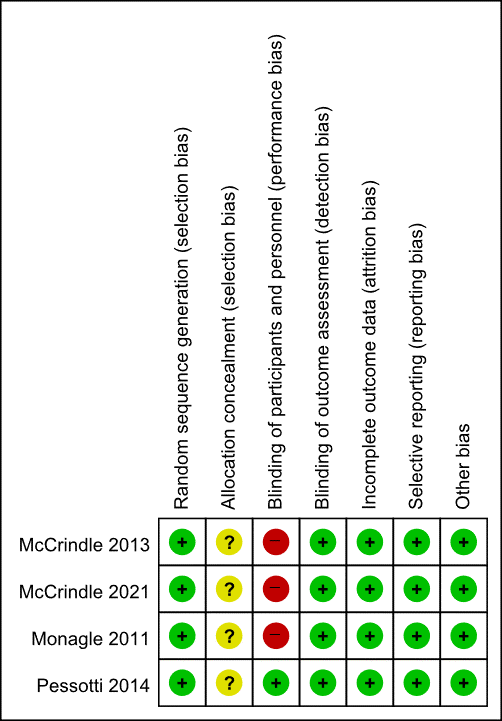 Random sequence generation (selection bias)
Allocation concealment (selection bias)
Blinding of participants and personnel (performance bias)
Blinding of outcome assessment (detection bias)
Incomplete outcome data (attrition bias)
Selective reporting (reporting bias)
Other bias
McCrindle 2013 + ? – + + + +
McCrindle 2021 + ? – + + + +
Monagle 2011 + ? – + + + +
Pessotti 2014 + ? + + + + +